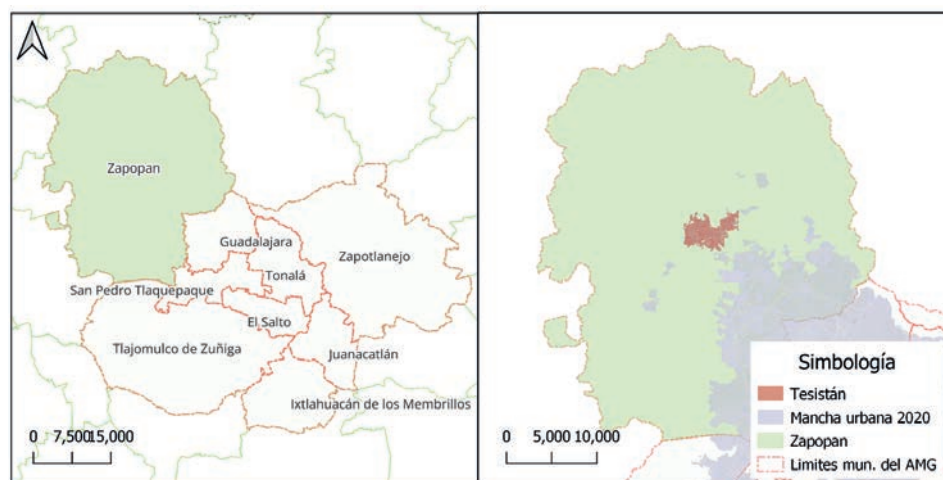 Zapopan
Guadalajara
Zapotlanejo
Tonalá
San Pedro Tlaquepaque
El Salto
Tlajomulco de Zuñiga
Juanacatlán
Ixtlahuacán de los Membrillos
0 7,500 15,000
0 5,000 10,000
Simbología
Tesistán
Mancha urbana 2020
Zapopan
Limites mun. del AMG